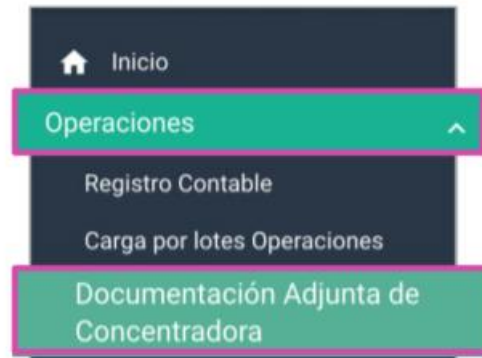 Inicio
Operaciones
Registro Contable
Carga por lotes Operaciones
Documentación Adjunta de
Concentradora